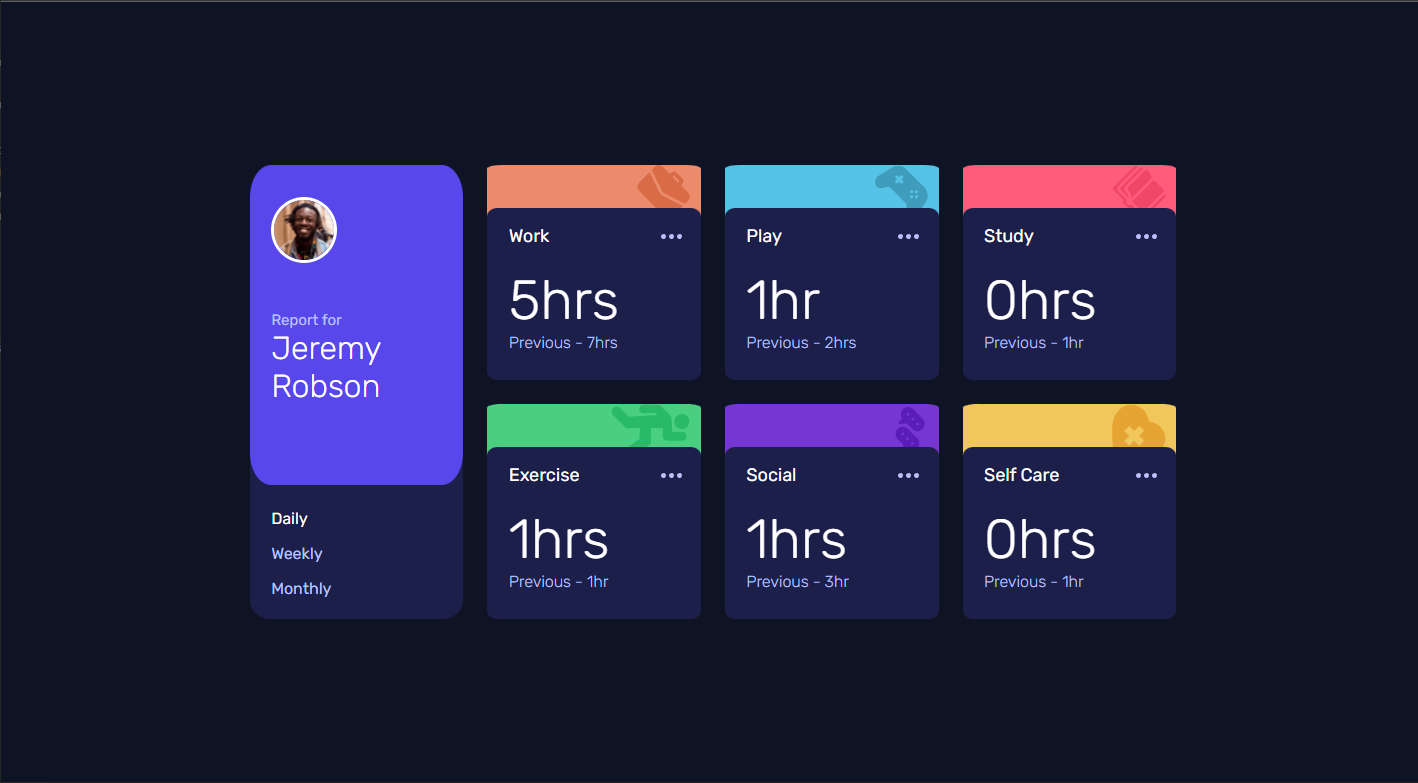 Report for
Jeremy
Robson
Daily
Weekly
Monthly
Work
5hrs
Previous - 7hrs
Play
1hr
Previous - 2hrs
Study
0hrs
Previous - 1hr
Exercise
1hrs
Previous - 1hr
Social
1hrs
Previous - 3hr
Self Care
0hrs
Previous - 1hr